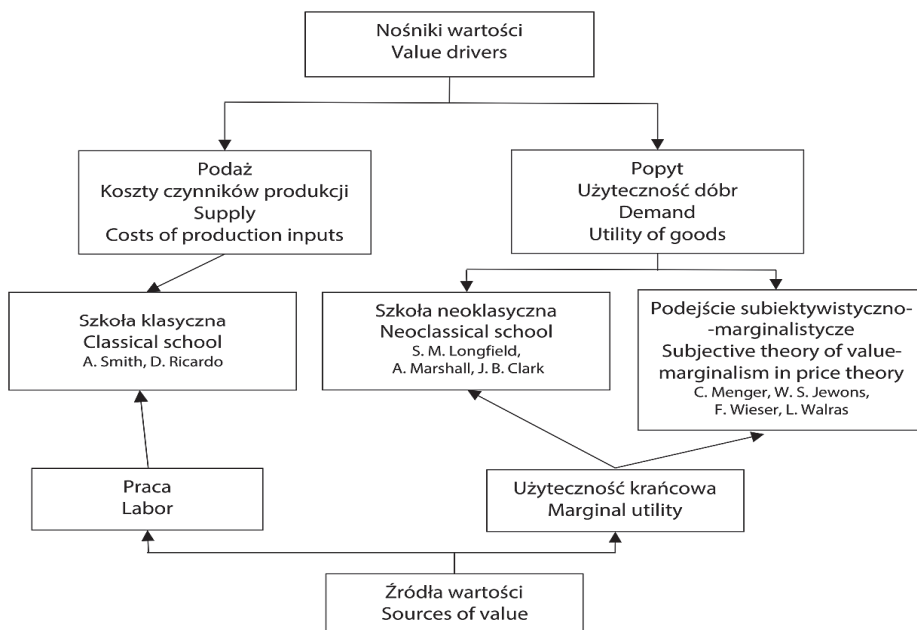 Nośniki wartości
Value drivers
Podaż
Koszty czynników produkcji
Supply
Costs of production inputs
Popyt
Użyteczność dóbr
Demand
Utility of goods
Szkoła klasyczna
Classical school
A. Smith, D. Ricardo
Szkoła neoklasyczna
Neoclassical school
S. M. Longfield,
A. Marshall, J. B. Clark
Podejście subiektywistyczno-
-marginalistycze
Subjective theory of value-
marginalism in price theory
C. Menger, W. S. Jewons,
F. Wieser, L. Walras
Praca
Labor
Użyteczność krańcowa
Marginal utility
Źródła wartości
Sources of value